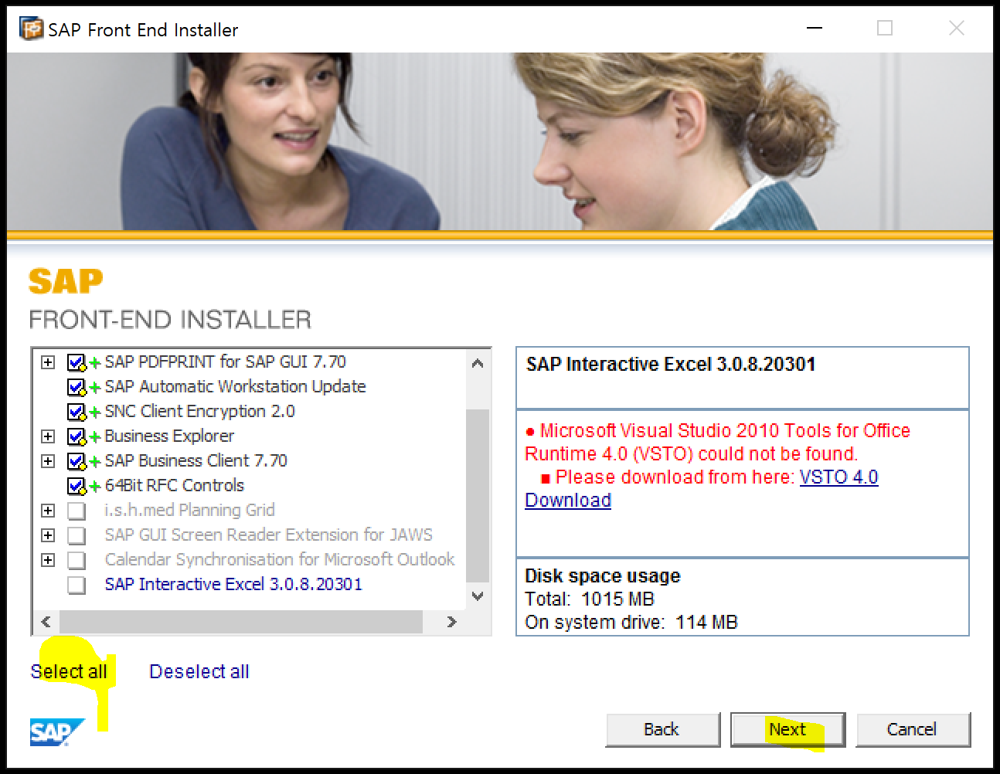 SAP Front End Installer
SAP
FRONT-END INSTALLER
SAP PDFPRINT for SAP GUI 7.70
SAP Automatic Workstation Update
SNC Client Encryption 2.0
Business Explorer
SAP Business Client 7.70
64Bit RFC Controls
i.s.h.med Planning Grid
SAP GUI Screen Reader Extension for JAWS
Calendar Synchronisation for Microsoft Outlook
SAP Interactive Excel 3.0.8.20301
SAP Interactive Excel 3.0.8.20301
● Microsoft Visual Studio 2010 Tools for Office
Runtime 4.0 (VSTO) could not be found.
■ Please download from here: VSTO 4.0
Download
Disk space usage
Total: 1015 MB
On system drive: 114 MB
Select all
Deselect all
SAP
Back
Next
Cancel